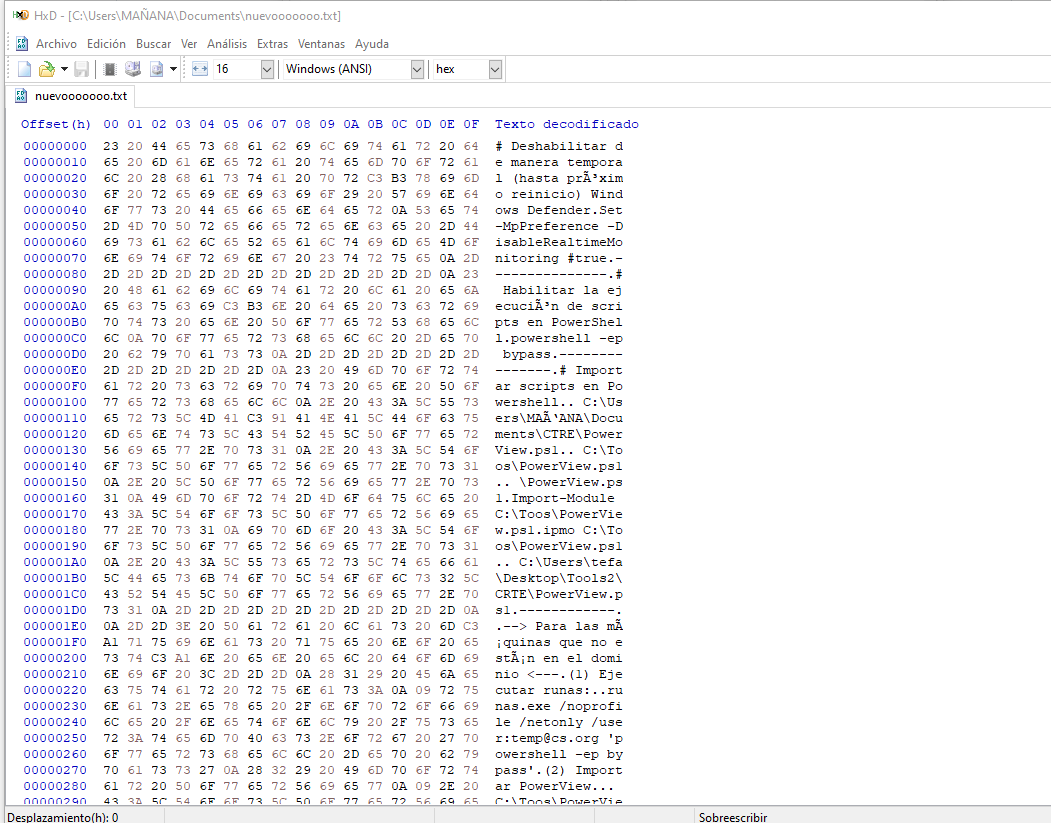 HxD - [C:\Users\MAÑANA\Documents\nuevooooooo.txt]
Archivo Edición Buscar Ver Análisis Extras Ventanas Ayuda
16 Windows (ANSI) hex
nuevooooooo.txt
Offset(h) 00 01 02 03 04 05 06 07 08 09 0A 0B 0C 0D 0E 0F Texto decodificado
00000000 23 20 44 65 73 68 61 62 69 6C 69 74 61 72 20 64 # Deshabilitar d
00000010 65 20 6D 61 6E 65 72 61 20 74 65 6D 70 6F 72 61 e manera tempora
00000020 6C 20 28 68 61 73 74 61 20 70 72 C3 B3 78 69 6D l (hasta prÃ³xim
00000030 6F 20 72 65 69 6E 69 63 69 6F 29 20 57 69 6E 64 o reinicio) Wind
00000040 6F 77 73 20 44 65 66 65 6E 64 65 72 0A 53 65 74 ows Defender.Set
00000050 2D 4D 70 50 72 65 66 65 72 65 6E 63 65 20 2D 44 -MpPreference -D
00000060 69 73 61 62 6C 65 52 65 61 6C 74 69 6D 65 4D 6F isableRealtimeMo
00000070 6E 69 74 6F 72 69 6E 67 20 23 74 72 75 65 0A 2D nitoring #true.-
00000080 2D 2D 2D 2D 2D 2D 2D 2D 2D 2D 2D 2D 2D 2D 0A 23 --------------.#
00000090 20 48 61 62 69 6C 69 74 61 72 20 6C 61 20 65 6A Habilitar la ej
000000A0 65 63 75 63 69 C3 B3 6E 20 64 65 20 73 63 72 69 ecuciÃ³n de scri
000000B0 70 74 73 20 65 6E 20 50 6F 77 65 72 53 68 65 6C pts en PowerShel
000000C0 6C 0A 70 6F 77 65 72 73 68 65 6C 6C 20 2D 65 70 l.powershell -ep
000000D0 20 62 79 70 61 73 73 0A 2D 2D 2D 2D 2D 2D 2D 2D bypass.--------
000000E0 2D 2D 2D 2D 2D 2D 2D 0A 23 20 49 6D 70 6F 72 74 -------.# Import
000000F0 61 72 20 73 63 72 69 70 74 73 20 65 6E 20 50 6F ar scripts en Po
00000100 77 65 72 73 68 65 6C 6C 0A 2E 20 43 3A 5C 55 73 wershell.. C:\Us
00000110 65 72 73 5C 4D 41 C3 91 41 4E 41 5C 44 6F 63 75 ers\MAÃ‘ANA\Docu
00000120 6D 65 6E 74 73 5C 43 54 52 45 5C 50 6F 77 65 72 ments\CTRE\Power
00000130 56 69 65 77 2E 70 73 31 0A 2E 20 43 3A 5C 54 6F View.ps1.. C:\To
00000140 6F 73 5C 50 6F 77 65 72 56 69 65 77 2E 70 73 31 os\PowerView.ps1
00000150 0A 2E 20 5C 50 6F 77 65 72 56 69 65 77 2E 70 73 .. \PowerView.ps
00000160 31 0A 49 6D 70 6F 72 74 2D 4D 6F 64 75 6C 65 20 1.Import-Module
00000170 43 3A 5C 54 6F 6F 73 5C 50 6F 77 65 72 56 69 65 C:\Toos\PowerVie
00000180 77 2E 70 73 31 0A 69 70 6D 6F 20 43 3A 5C 54 6F w.ps1.ipmo C:\To
00000190 6F 73 5C 50 6F 77 65 72 56 69 65 77 2E 70 73 31 os\PowerView.ps1
000001A0 0A 2E 20 43 3A 5C 55 73 65 72 73 5C 74 65 66 61 .. C:\Users\tefa
000001B0 5C 44 65 73 6B 74 6F 70 5C 54 6F 6F 6C 73 32 5C \Desktop\Tools2\
000001C0 43 52 54 45 5C 50 6F 77 65 72 56 69 65 77 2E 70 CRTE\PowerView.p
000001D0 73 31 0A 2D 2D 2D 2D 2D 2D 2D 2D 2D 2D 2D 2D 0A s1.------------.
000001E0 0A 2D 2D 3E 20 50 61 72 61 20 6C 61 73 20 6D C3 .--> Para las mÃ
000001F0 A1 71 75 69 6E 61 73 20 71 75 65 20 6E 6F 20 65 ¡quinas que no e
00000200 73 74 C3 A1 6E 20 65 6E 20 65 6C 20 64 6F 6D 69 stÃ¡n en el domi
00000210 6E 69 6F 20 3C 2D 2D 2D 0A 28 31 29 20 45 6A 65 nio <---.(1) Eje
00000220 63 75 74 61 72 20 72 75 6E 61 73 3A 0A 09 72 75 cutar runas:..ru
00000230 6E 61 73 2E 65 78 65 20 2F 6E 6F 70 72 6F 66 69 nas.exe /noprofi
00000240 6C 65 20 2F 6E 65 74 6F 6E 6C 79 20 2F 75 73 65 le /netonly /use
00000250 72 3A 74 65 6D 70 40 63 73 2E 6F 72 67 20 27 70 r:temp@cs.org 'p
00000260 6F 77 65 72 73 68 65 6C 6C 20 2D 65 70 20 62 79 owershell -ep by
00000270 70 61 73 73 27 0A 28 32 29 20 49 6D 70 6F 72 74 pass'.(2) Import
00000280 61 72 20 50 6F 77 65 72 56 69 65 77 0A 09 2E 20 ar PowerView...
00000290 43 3A 5C 54 6F 6F 73 5C 50 6F 77 65 72 56 69 65 C:\Toos\PowerVie
Desplazamiento(h): 0 Sobreescribir